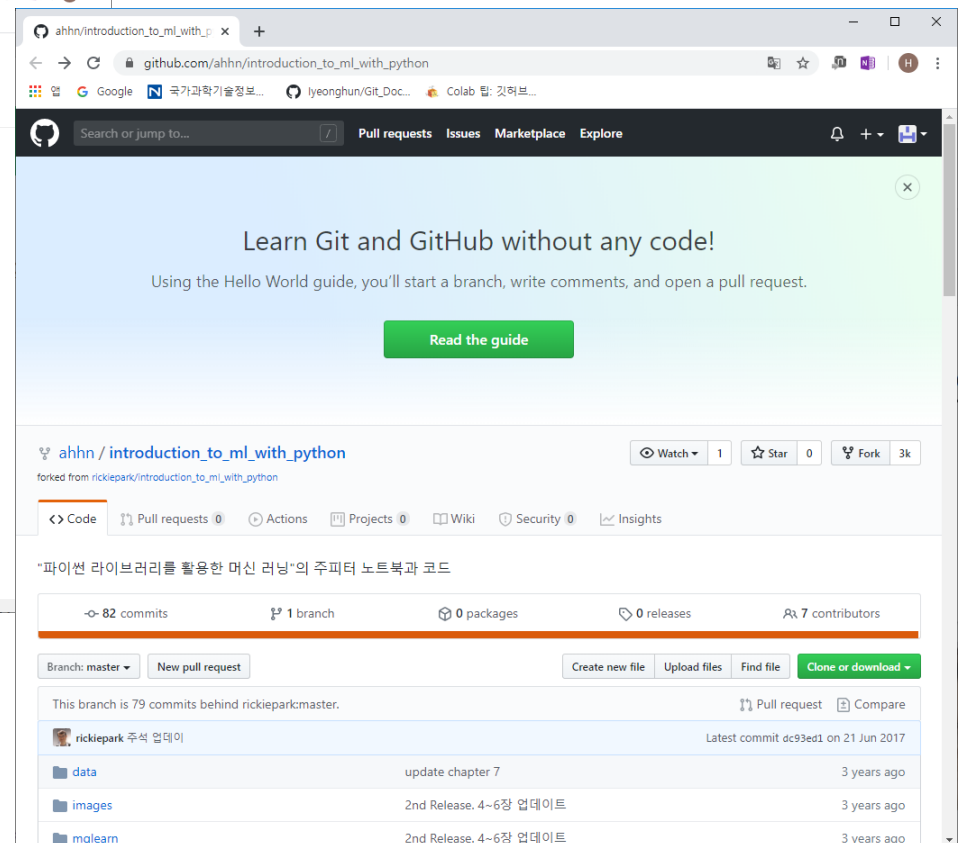 ahhn/introduction_to_ml_with_p
github.com/ahhn/introduction_to_ml_with_python
H
앱 Google 국가과학기술정보... lyeonghun/Git_Doc... Colab 탭: 깃허브...
Search or jump to... / Pull requests Issues Marketplace Explore
Learn Git and GitHub without any code!
Using the Hello World guide, you’ll start a branch, write comments, and open a pull request.
Read the guide
ahhn / introduction_to_ml_with_python Watch 1 Star 0 Fork 3k
forked from rickiepark/introduction_to_ml_with_python
Code Pull requests 0 Actions Projects 0 Wiki Security 0 Insights
"파이썬 라이브러리를 활용한 머신 러닝"의 주피터 노트북과 코드
82 commits 1 branch 0 packages 0 releases 7 contributors
Branch: master New pull request Create new file Upload files Find file Clone or download
This branch is 79 commits behind rickiepark:master. Pull request Compare
rickiepark 주석 업데이 Latest commit dc93ed1 on 21 Jun 2017
data update chapter 7 3 years ago
images 2nd Release. 4~6장 업데이트 3 years ago
mglearn 2nd Release. 4~6장 업데이트 3 years ago